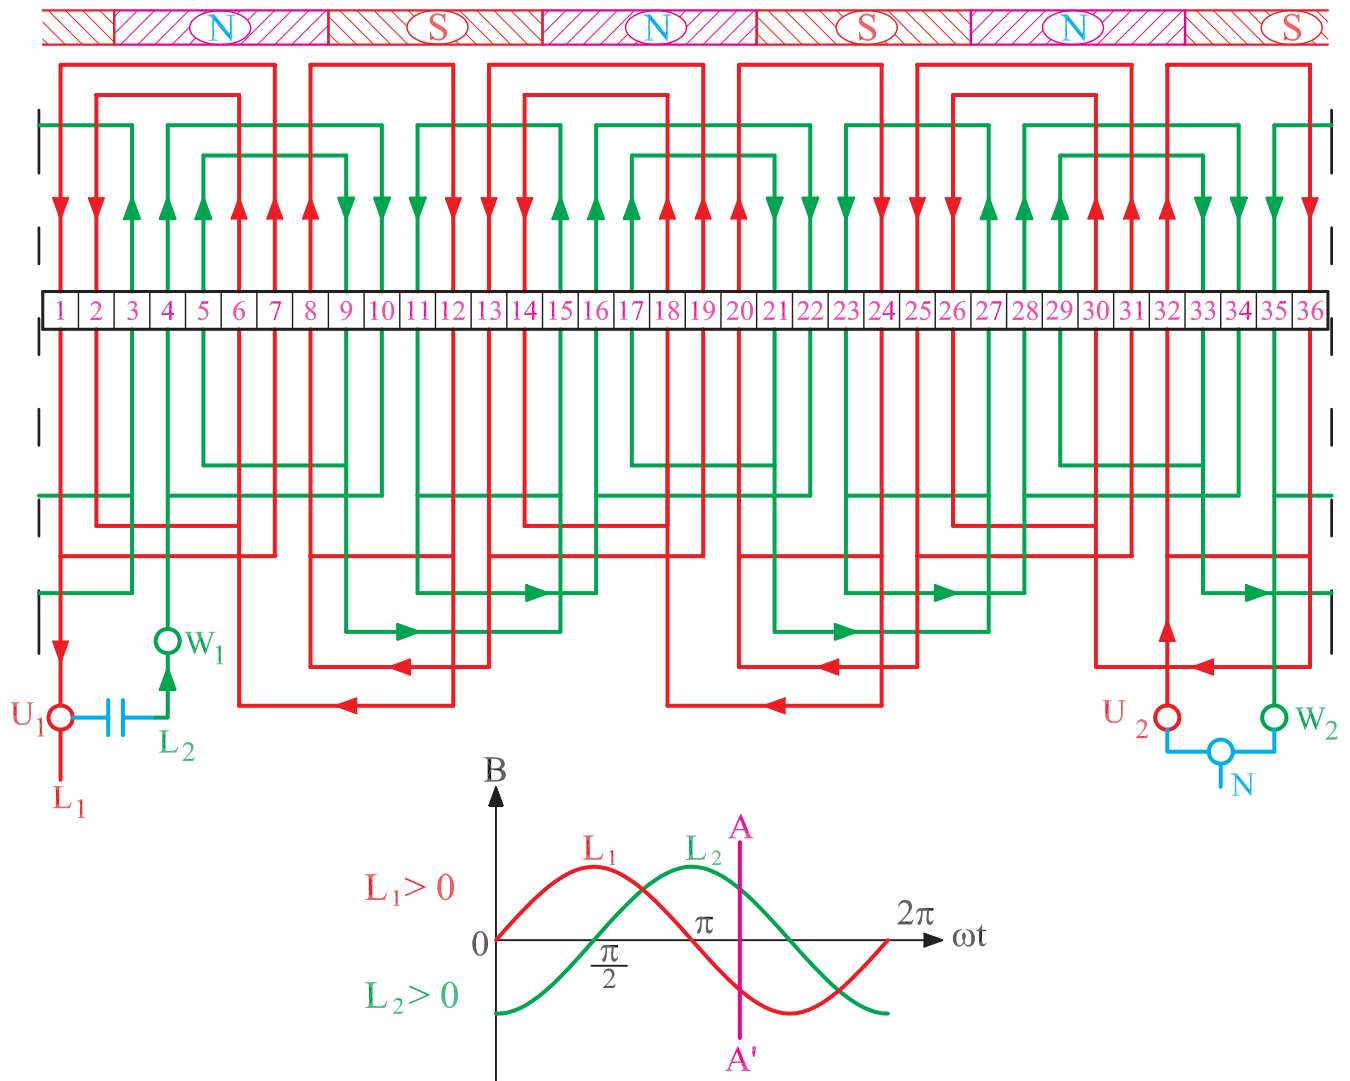 N S N S N S
1 2 3 4 5 6 7 8 9 10 11 12 13 14 15 16 17 18 19 20 21 22 23 24 25 26 27 28 29 30 31 32 33 34 35 36
W1
U1
L2
L1
U2
W2
N
B
A
L1
L2
L1> 0
π
2π
0
π/2
ωt
L2> 0
A'